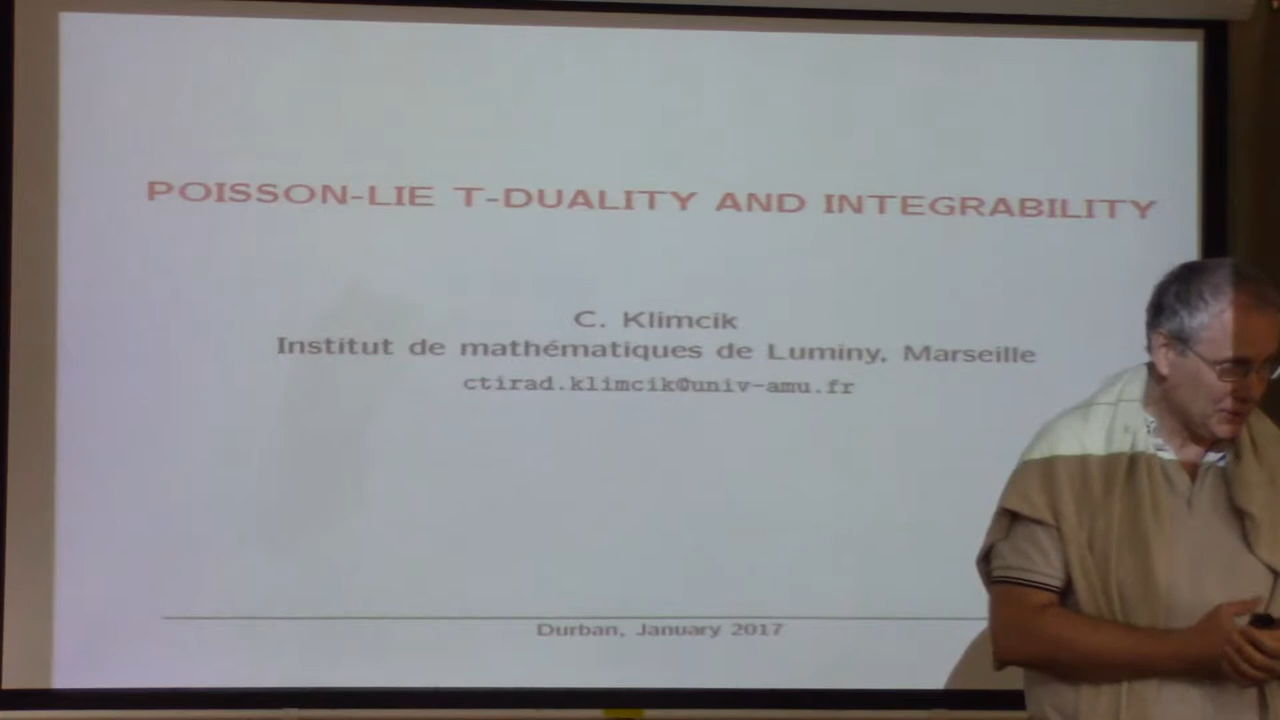 POISSON-LIE T-DUALITY AND INTEGRABILITY
C. Klimcik
Institut de mathématiques de Luminy, Marseille
ctirad.klimcik@univ-amu.fr
Durban, January 2017